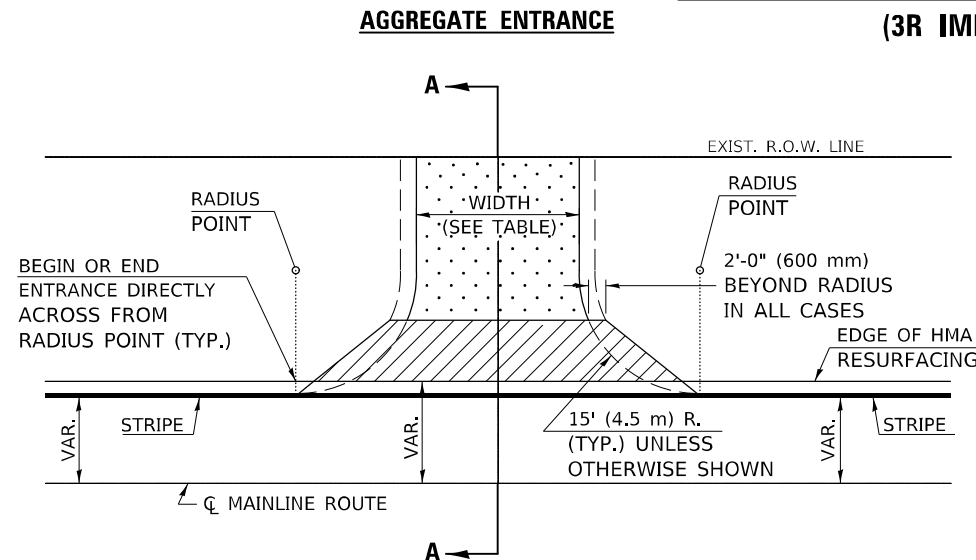 AGGREGATE ENTRANCE
(3R
A
EXIST. R.O.W. LINE
RADIUS
POINT
WIDTH
(SEE TABLE)
RADIUS
POINT
2'-0" (600 mm)
BEYOND RADIUS
IN ALL CASES
BEGIN OR END
ENTRANCE DIRECTLY
ACROSS FROM
RADIUS POINT (TYP.)
EDGE OF HMA
RESURFACING
STRIPE
VAR.
VAR.
15' (4.5 m) R.
(TYP.) UNLESS
OTHERWISE SHOWN
VAR.
STRIPE
℄ MAINLINE ROUTE
A